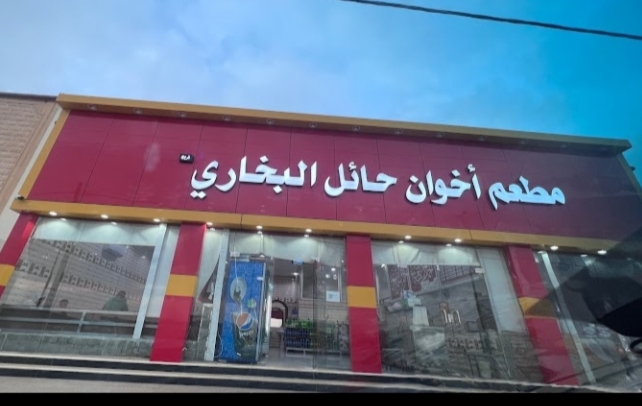 مطعم أخوان حائل البخاري